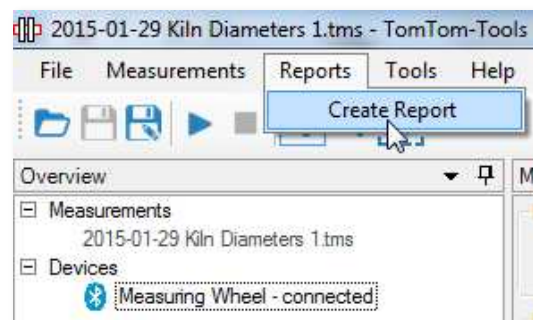 2015-01-29 Kiln Diameters 1.tms - TomTom-Tools
File Measurements Reports Tools Help
Create Report
Overview
M
Measurements
2015-01-29 Kiln Diameters 1.tms
Devices
Measuring Wheel - connected